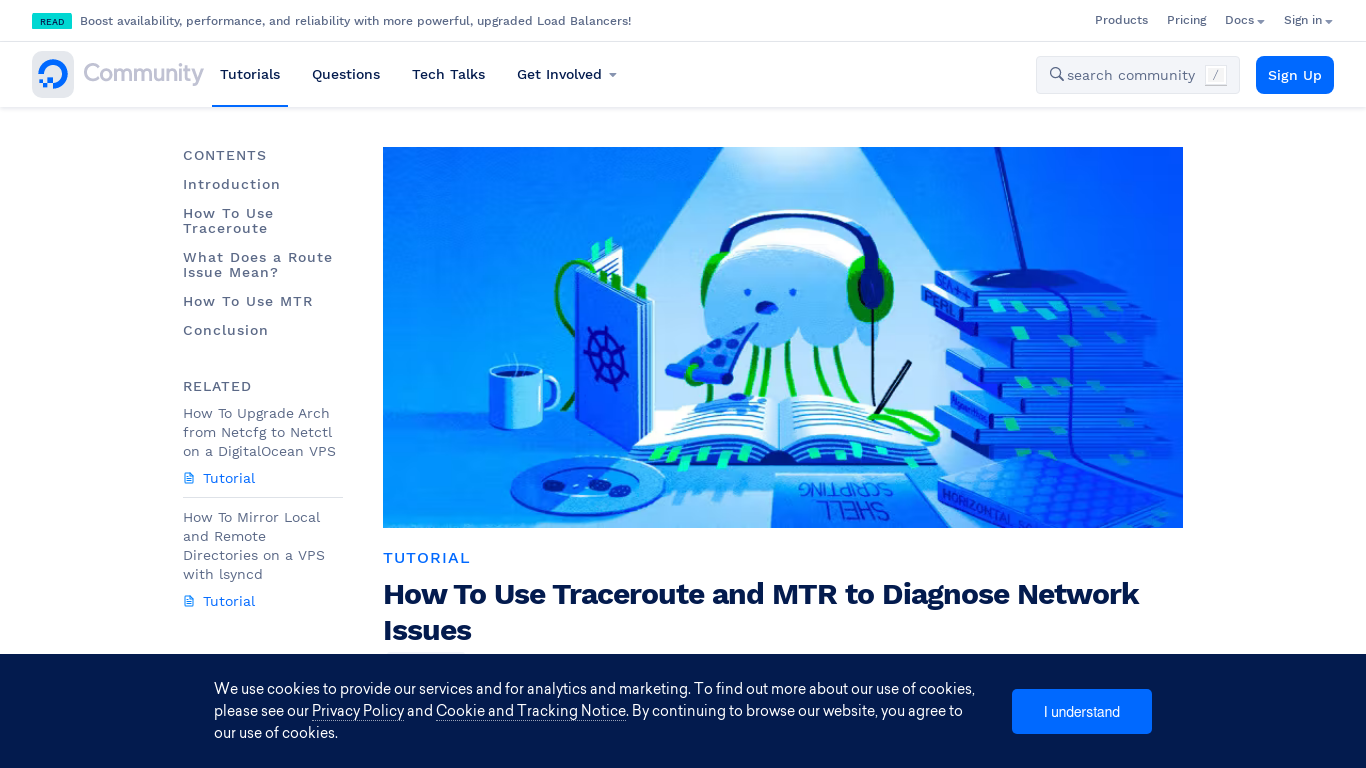 READ Boost availability, performance, and reliability with more powerful, upgraded Load Balancers!
Products Pricing Docs Sign in
Community
Tutorials Questions Tech Talks Get Involved
search community /
Sign Up
CONTENTS
Introduction
How To Use
Traceroute
What Does a Route
Issue Mean?
How To Use MTR
Conclusion
RELATED
How To Upgrade Arch
from Netcfg to Netctl
on a DigitalOcean VPS
Tutorial
How To Mirror Local
and Remote
Directories on a VPS
with lsyncd
Tutorial
PERL
SHELL
SCRIPTING
TUTORIAL
How To Use Traceroute and MTR to Diagnose Network
Issues
We use cookies to provide our services and for analytics and marketing. To find out more about our use of cookies,
please see our Privacy Policy and Cookie and Tracking Notice. By continuing to browse our website, you agree to
our use of cookies.
I understand